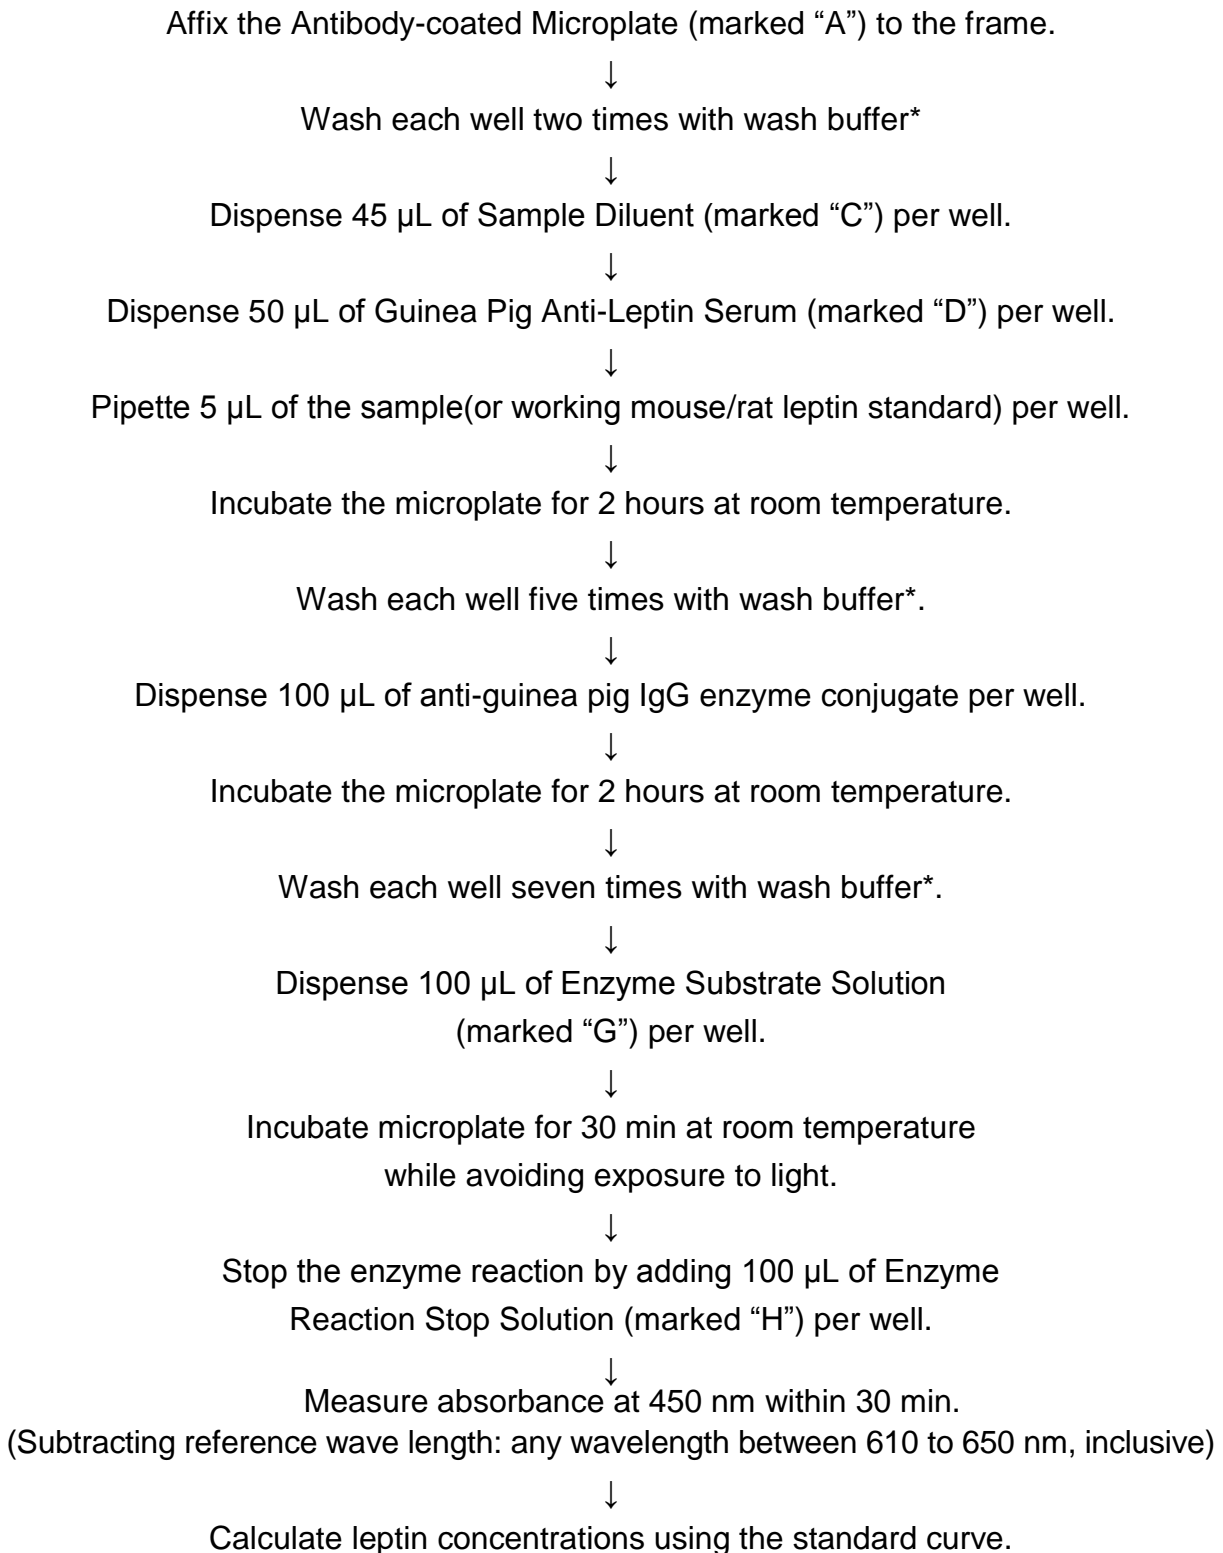 Affix the Antibody-coated Microplate (marked “A”) to the frame.
↓
Wash each well two times with wash buffer*
↓
Dispense 45 µL of Sample Diluent (marked “C”) per well.
↓
Dispense 50 µL of Guinea Pig Anti-Leptin Serum (marked “D”) per well.
↓
Pipette 5 µL of the sample(or working mouse/rat leptin standard) per well.
↓
Incubate the microplate for 2 hours at room temperature.
↓
Wash each well five times with wash buffer*.
↓
Dispense 100 µL of anti-guinea pig IgG enzyme conjugate per well.
↓
Incubate the microplate for 2 hours at room temperature.
↓
Wash each well seven times with wash buffer*.
↓
Dispense 100 µL of Enzyme Substrate Solution
(marked “G”) per well.
↓
Incubate microplate for 30 min at room temperature
while avoiding exposure to light.
↓
Stop the enzyme reaction by adding 100 µL of Enzyme
Reaction Stop Solution (marked “H”) per well.
↓
Measure absorbance at 450 nm within 30 min.
(Subtracting reference wave length: any wavelength between 610 to 650 nm, inclusive)
↓
Calculate leptin concentrations using the standard curve.